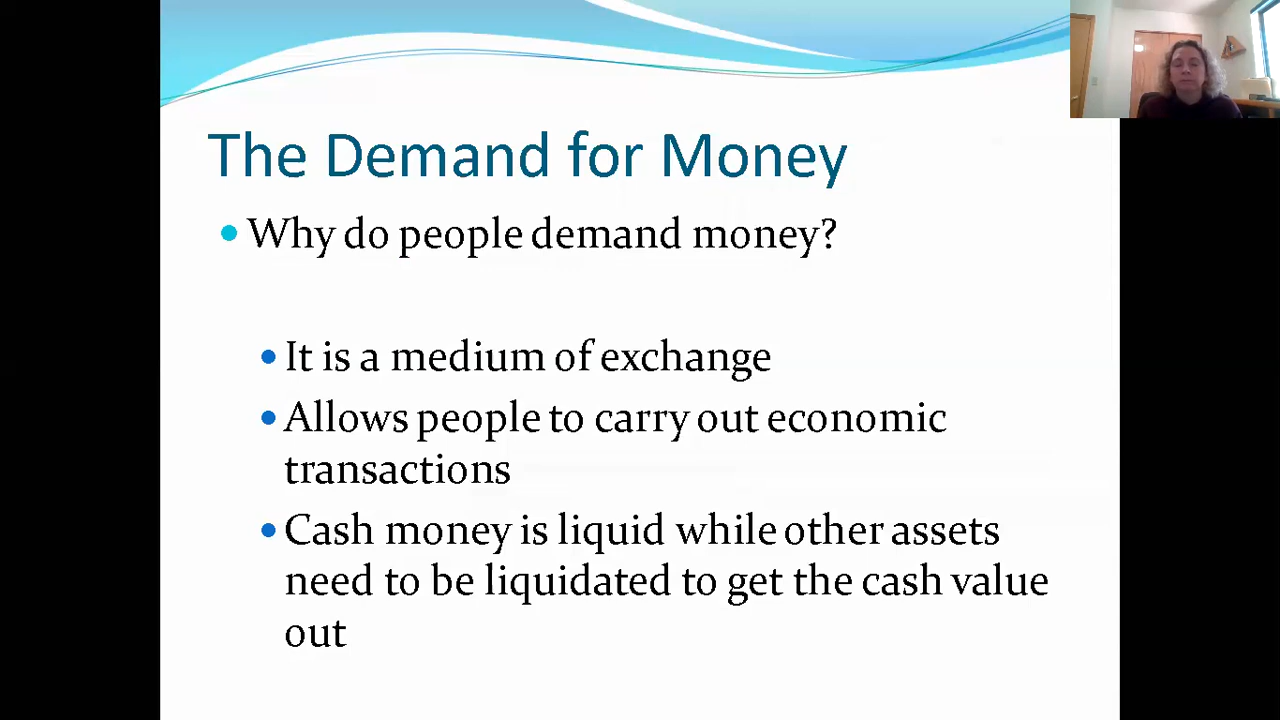 The Demand for Money
Why do people demand money?
It is a medium of exchange
Allows people to carry out economic
transactions
Cash money is liquid while other assets
need to be liquidated to get the cash value
out